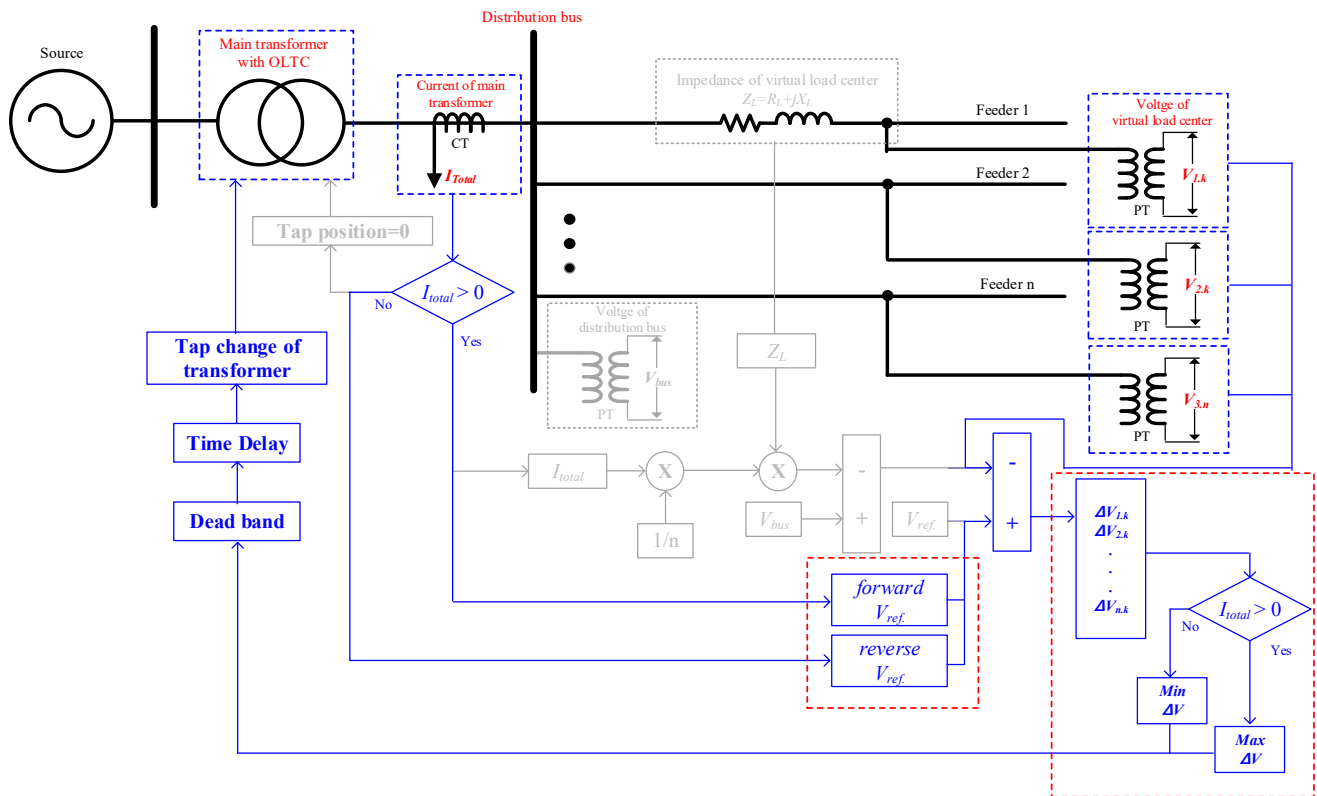 Distribution bus
Source
Main transformer
with OLTC
Current of main
transformer
CT
I_Total
Impedance of virtual load center
Z_L=R_L+jX_L
Feeder 1
Voltge of
virtual load center
V_1.k
PT
Feeder 2
Tap position=0
V_2.k
PT
Feeder n
I_total > 0
No
Yes
Voltge of
distribution bus
V_bus
PT
Z_L
V_3.n
PT
Tap change of
transformer
Time Delay
Dead band
I_total
X
X
-
+
1/n
V_bus
V_ref.
-
+
ΔV_1.k
ΔV_2.k
.
.
.
ΔV_n.k
forward
V_ref.
reverse
V_ref.
I_total > 0
No
Yes
Min
ΔV
Max
ΔV